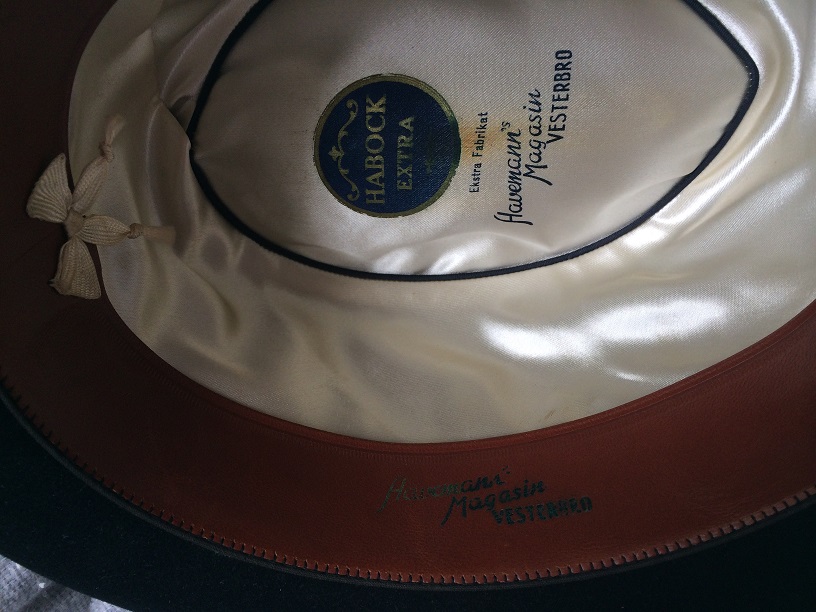 HABOCK
EXTRA
Ekstra Fabrikat
Havemann's
Magasin
VESTERBRO
Havemann's
Magasin
VESTERBRO